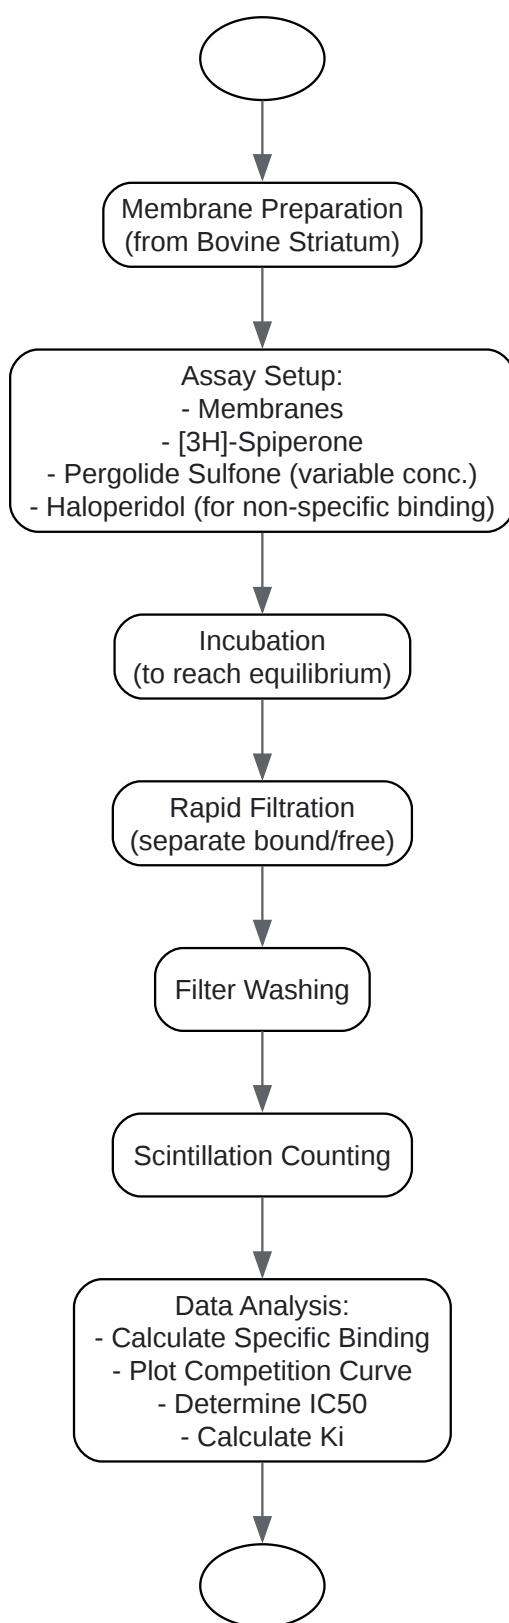 Membrane Preparation
(from Bovine Striatum)
Assay Setup:
- Membranes
- [3H]-Spiperone
- Pergolide Sulfone (variable conc.)
- Haloperidol (for non-specific binding)
Incubation
(to reach equilibrium)
Rapid Filtration
(separate bound/free)
Filter Washing
Scintillation Counting
Data Analysis:
- Calculate Specific Binding
- Plot Competition Curve
- Determine IC50
- Calculate Ki